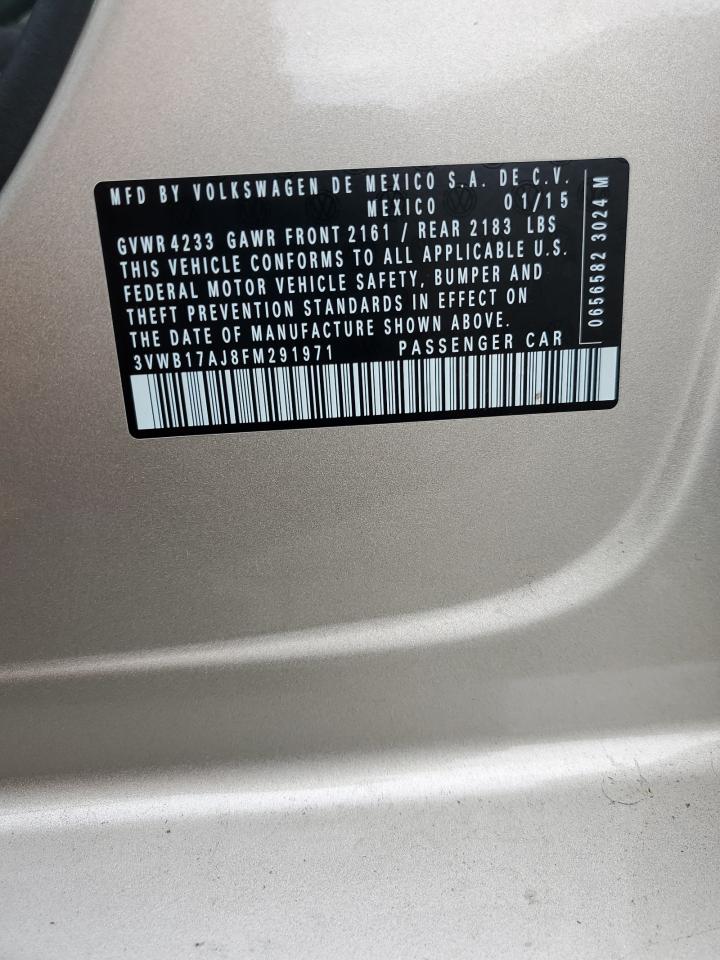 MFD BY VOLKSWAGEN DE MEXICO S.A. DE C.V.
MEXICO 01/15
GVWR 4233 GAWR FRONT 2161 / REAR 2183 LBS
THIS VEHICLE CONFORMS TO ALL APPLICABLE U.S.
FEDERAL MOTOR VEHICLE SAFETY, BUMPER AND
THEFT PREVENTION STANDARDS IN EFFECT ON
THE DATE OF MANUFACTURE SHOWN ABOVE.
3VWB17AJ8FM291971 PASSENGER CAR
0656582 3024 M